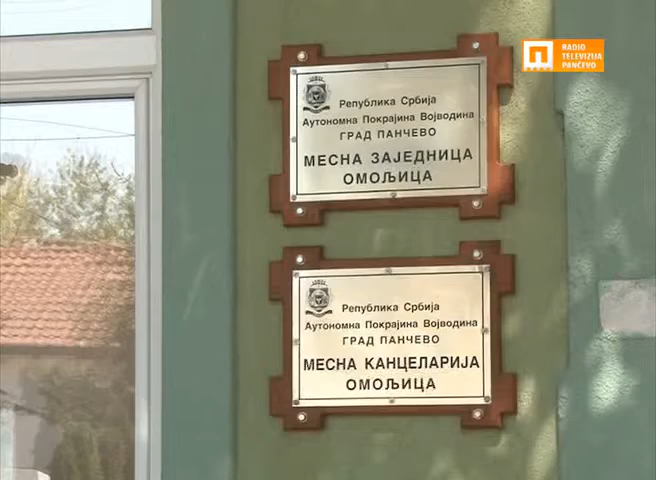 RADIO
TELEVIZIJA
PANČEVO
Република Србија
Аутономна Покрајина Војводина
ГРАД ПАНЧЕВО
МЕСНА ЗАЈЕДНИЦА
ОМОЉИЦА
Република Србија
Аутономна Покрајина Војводина
ГРАД ПАНЧЕВО
МЕСНА КАНЦЕЛАРИЈА
ОМОЉИЦА